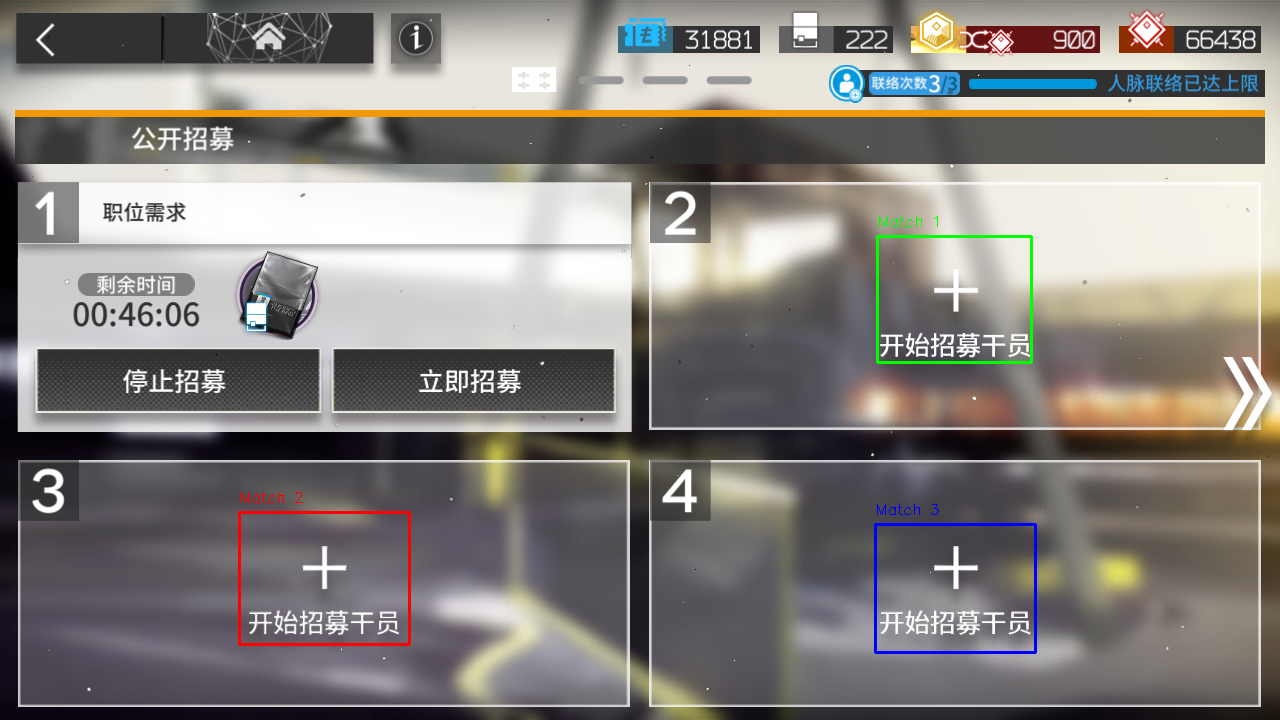 31881
222
900
66438
联络次数3/3
人脉联络已达上限
公开招募
1
职位需求
剩余时间
00:46:06
停止招募
立即招募
2
Match 1
开始招募干员
3
Match 2
开始招募干员
4
Match 3
开始招募干员